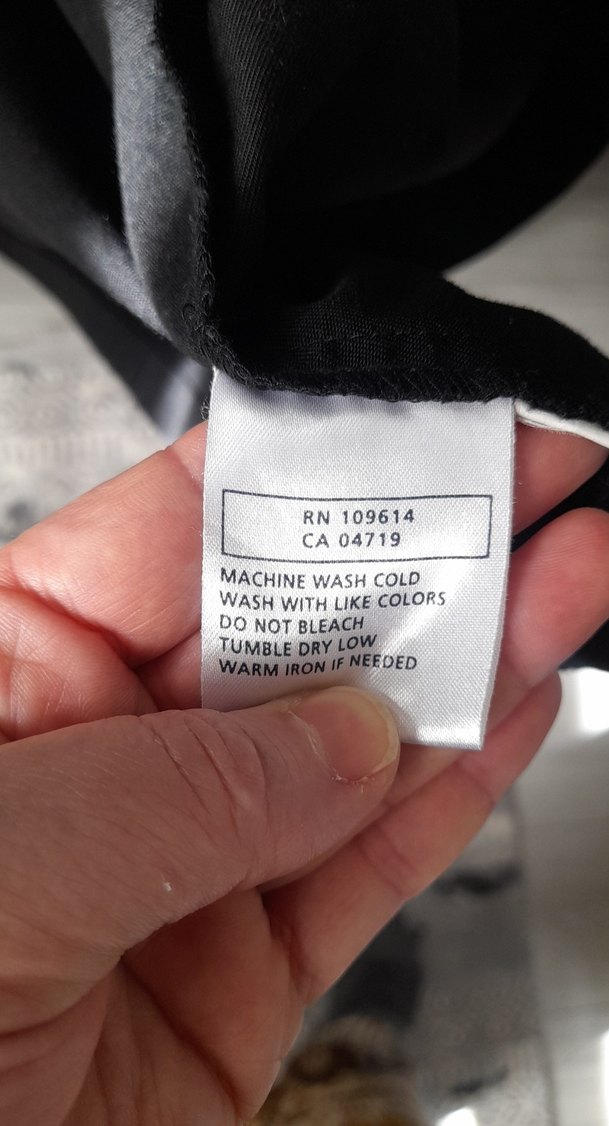 RN 109614
CA 04719
MACHINE WASH COLD
WASH WITH LIKE COLORS
DO NOT BLEACH
TUMBLE DRY LOW
WARM IRON IF NEEDED